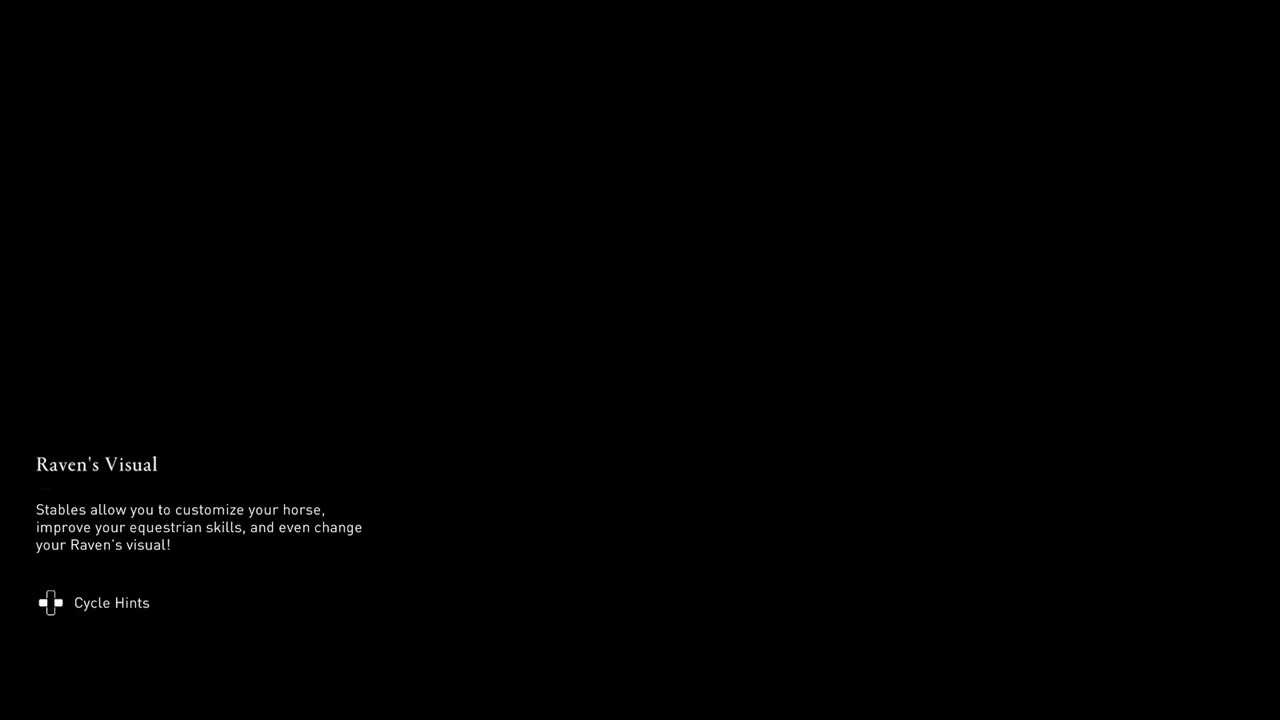 Raven's Visual
Stables allow you to customize your horse,
improve your equestrian skills, and even change
your Raven's visual!
Cycle Hints